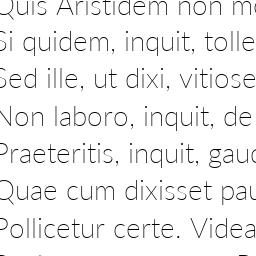 Quis Aristidem non mo
Si quidem, inquit, tolle
Sed ille, ut dixi, vitiose
Non laboro, inquit, de
Praeteritis, inquit, gaud
Quae cum dixisset pau
Pollicetur certe. Videa